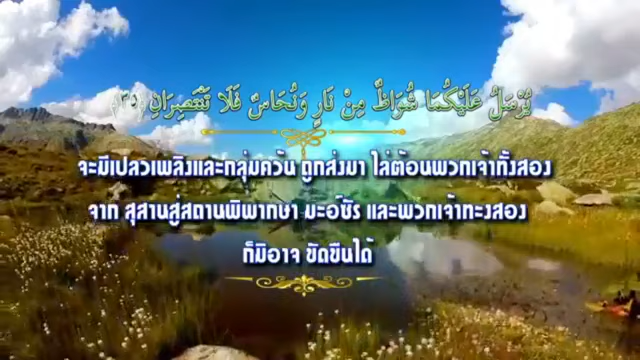 يُرْسَلُ عَلَيْكُمَا شُوَاظٌ مِنْ نَارٍ وَنُحَاسٌ فَلَا تَنْتَصِرَانِ ﴿٣٥﴾
จะมีเปลวเพลิงและกลุ่มควัน ถูกส่งมา ไล่ต้อนพวกเจ้าทั้งสอง
จาก สุสานสู่สถานพิพากษา มะอ์ชัร และพวกเจ้าทะงสอง
ก็มิอาจ ขัดขืนได้